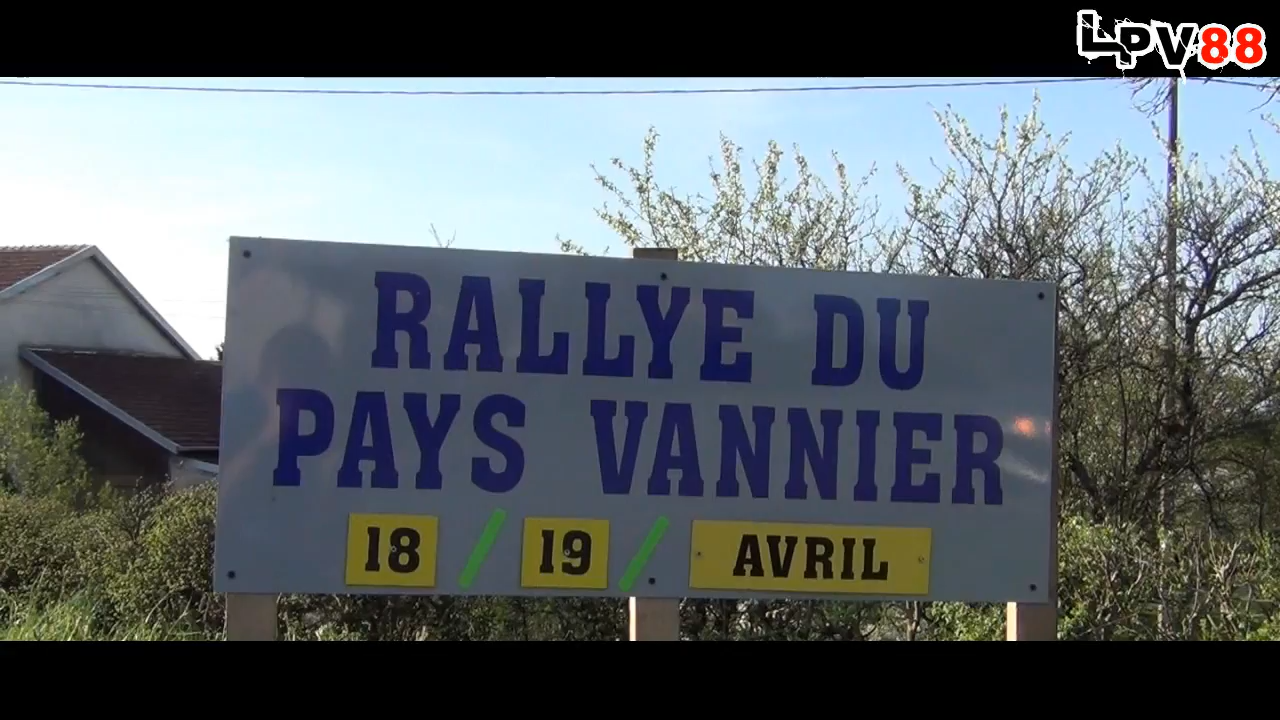 LPV88
RALLYE DU
PAYS VANNIER
18 / 19 / AVRIL